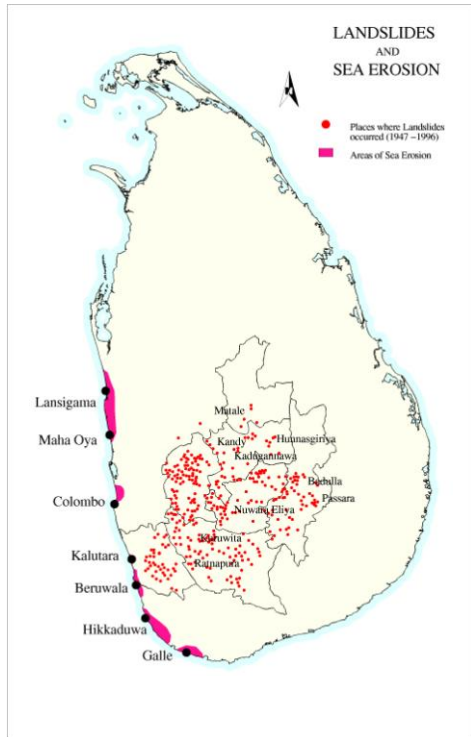 LANDSLIDES
AND
SEA EROSION
Places where Landslides
occurred (1947 –1996)
Areas of Sea Erosion
Matale
Kandy
Hunnasgiriya
Kadugannawa
Badulla
Passara
Nuwara Eliya
Kuruwita
Ratnapura
Lansigama
Maha Oya
Colombo
Kalutara
Beruwala
Hikkaduwa
Galle